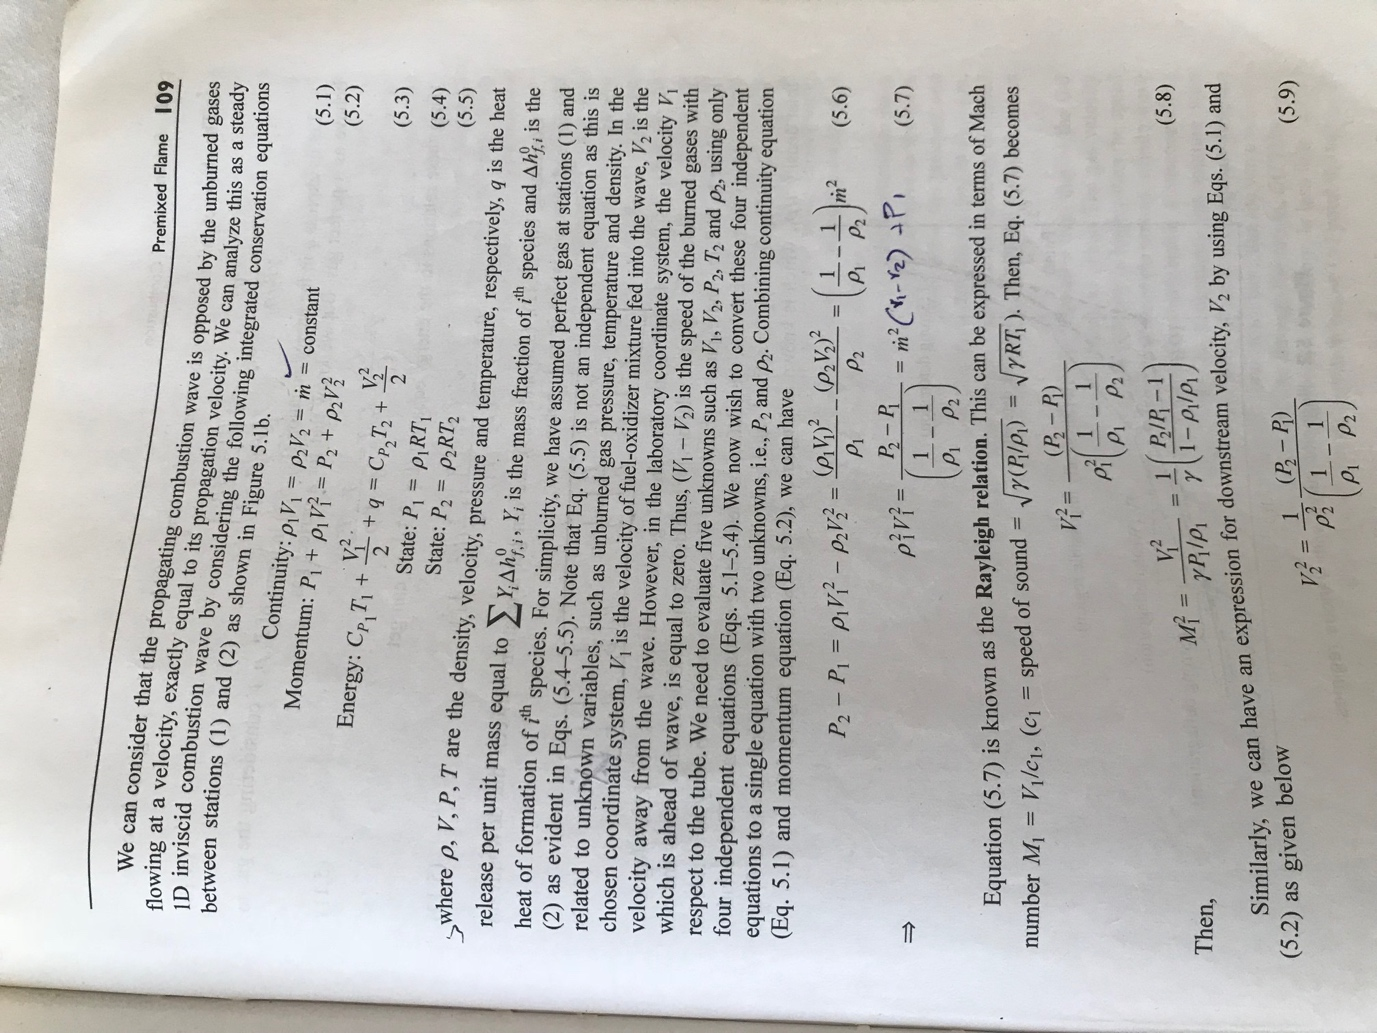 Premixed Flame 109
We can consider that the propagating combustion wave is opposed by the unburned gases
flowing at a velocity, exactly equal to its propagation velocity. We can analyze this as a steady
1D inviscid combustion wave by considering the following integrated conservation equations
between stations (1) and (2) as shown in Figure 5.1b.
Continuity: ρ₁V₁ = ρ₂V₂ = ṁ = constant (5.1)
Momentum: P₁ + ρ₁V₁² = P₂ + ρ₂V₂² (5.2)
Energy: C_P₁T₁ + V₁²/2 + q = C_P₂T₂ + V₂²/2 (5.3)
State: P₁ = ρ₁RT₁ (5.4)
State: P₂ = ρ₂RT₂ (5.5)
where ρ, V, P, T are the density, velocity, pressure and temperature, respectively, q is the heat
release per unit mass equal to ∑YᵢΔh⁰f,i, Yᵢ is the mass fraction of iᵗʰ species and Δh⁰f,i is the
heat of formation of iᵗʰ species. For simplicity, we have assumed perfect gas at stations (1) and
(2) as evident in Eqs. (5.4–5.5). Note that Eq. (5.5) is not an independent equation as this is
related to unknown variables, such as unburned gas pressure, temperature and density. In the
chosen coordinate system, V₁ is the velocity of fuel-oxidizer mixture fed into the wave, V₂ is the
velocity away from the wave. However, in the laboratory coordinate system, the velocity V₁
which is ahead of wave, is equal to zero. Thus, (V₁ − V₂) is the speed of the burned gases with
respect to the tube. We need to evaluate five unknowns such as V₁, V₂, P₂, T₂ and ρ₂, using only
four independent equations (Eqs. 5.1–5.4). We now wish to convert these four independent
equations to a single equation with two unknowns, i.e., P₂ and ρ₂. Combining continuity equation
(Eq. 5.1) and momentum equation (Eq. 5.2), we can have
P₂ − P₁ = ρ₁V₁² − ρ₂V₂² = (ρ₁V₁)²/ρ₁ − (ρ₂V₂)²/ρ₂ = (1/ρ₁ − 1/ρ₂)ṁ² (5.6)
⇒ ρ₁²V₁² = (P₂ − P₁)/(1/ρ₁ − 1/ρ₂) = ṁ² (v₁-v₂) +P₁ (5.7)
Equation (5.7) is known as the Rayleigh relation. This can be expressed in terms of Mach
number M₁ = V₁/c₁, (c₁ = speed of sound = √γ(P₁/ρ₁) = √γRT₁). Then, Eq. (5.7) becomes
V₁² = (P₂ − P₁)/ρ₁²(1/ρ₁ − 1/ρ₂)
Then, M₁² = V₁²/(γP₁/ρ₁) = 1/γ ((P₂/P₁ − 1)/(1 − ρ₁/ρ₁)) (5.8)
Similarly, we can have an expression for downstream velocity, V₂ by using Eqs. (5.1) and
(5.2) as given below
V₂² = 1/ρ₂² (P₂ − P₁)/(1/ρ₁ − 1/ρ₂) (5.9)